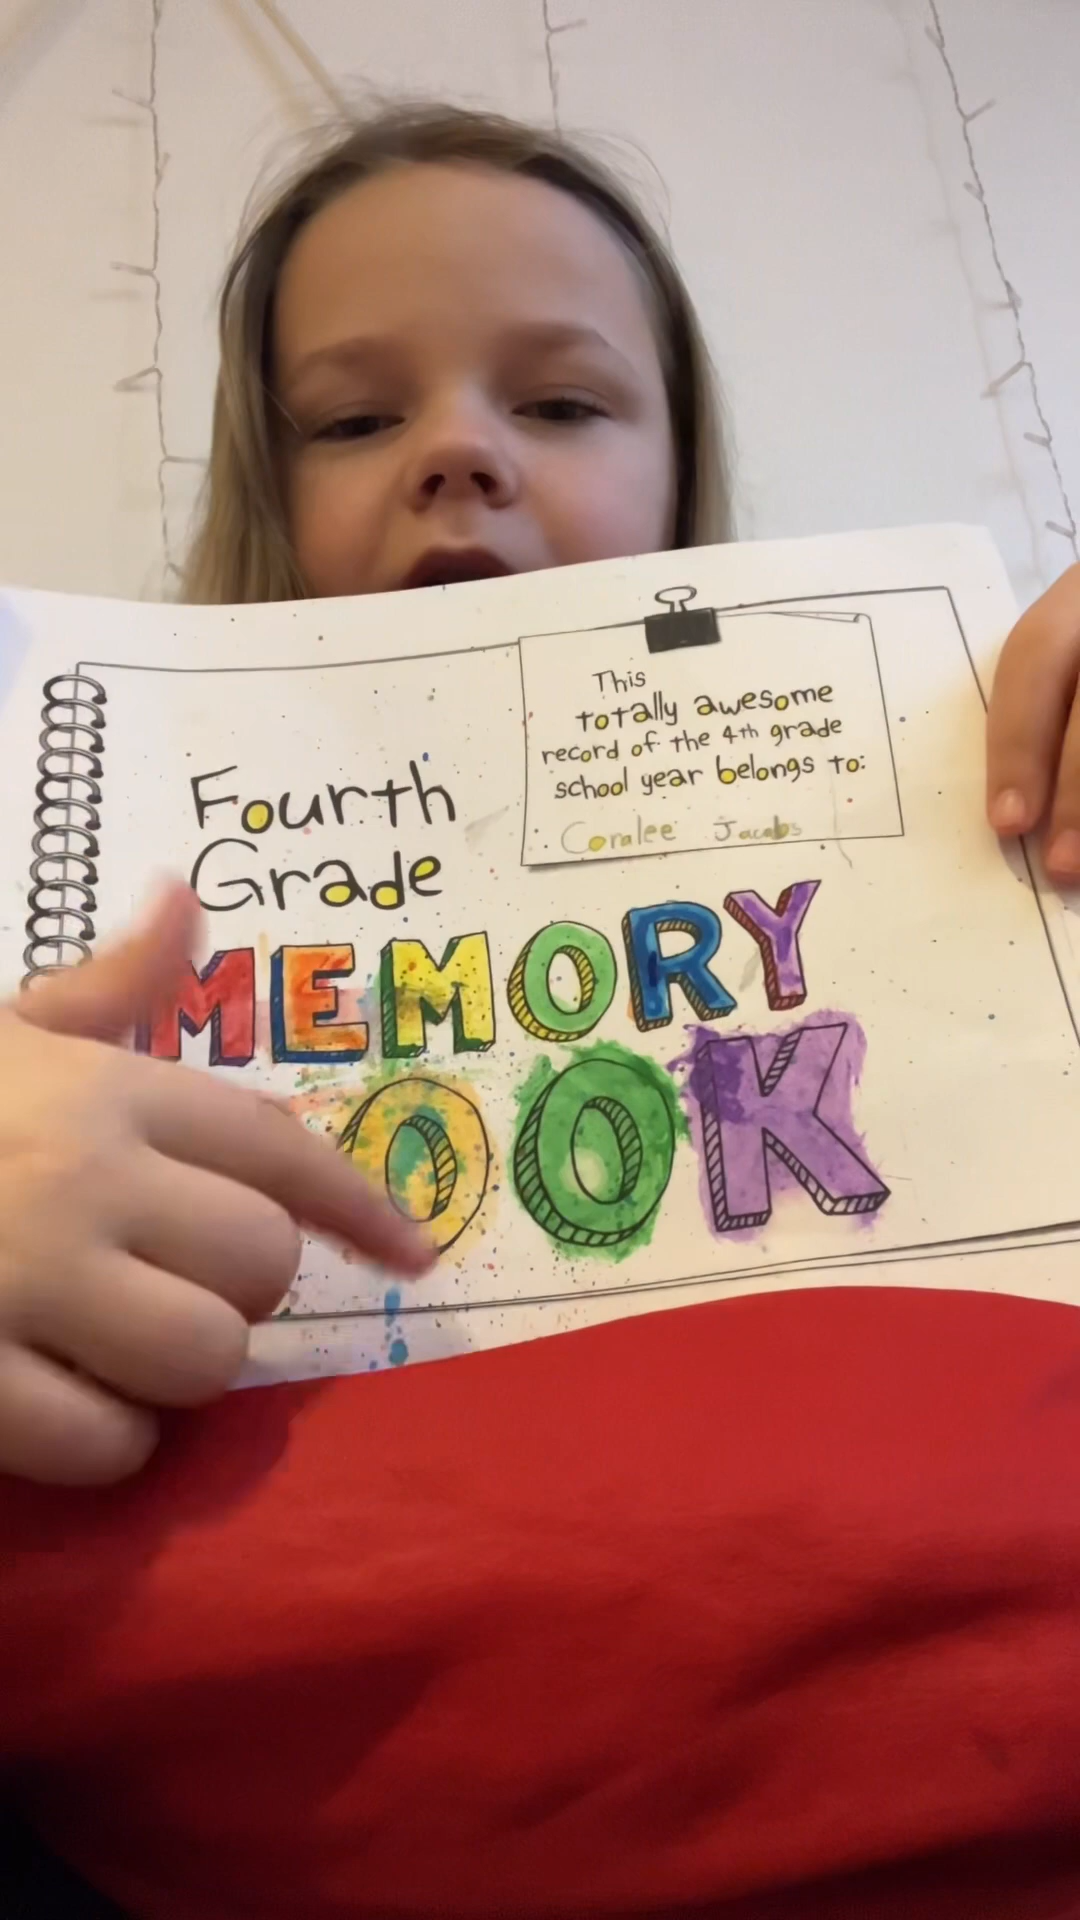 This
totally awesome
record of the 4th grade
school year belongs to:
Coralee Jacobs
Fourth
Grade
MEMORY
OOK